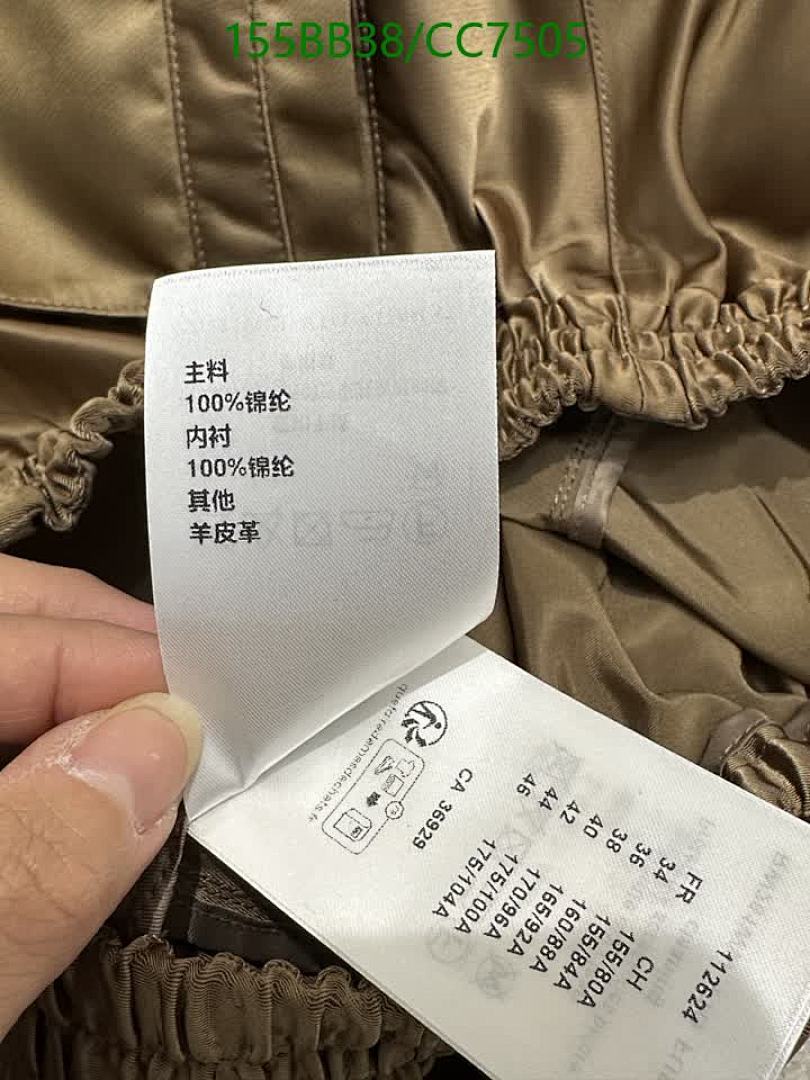 155BB38/CC7505
主料
100%锦纶
内衬
100%锦纶
其他
羊皮革
quefairedemesdechets.fr
CA 36929
112624
FR CH
34 155/80A
36 155/84A
38 160/88A
40 165/92A
42 170/96A
44 175/100A
46 175/104A